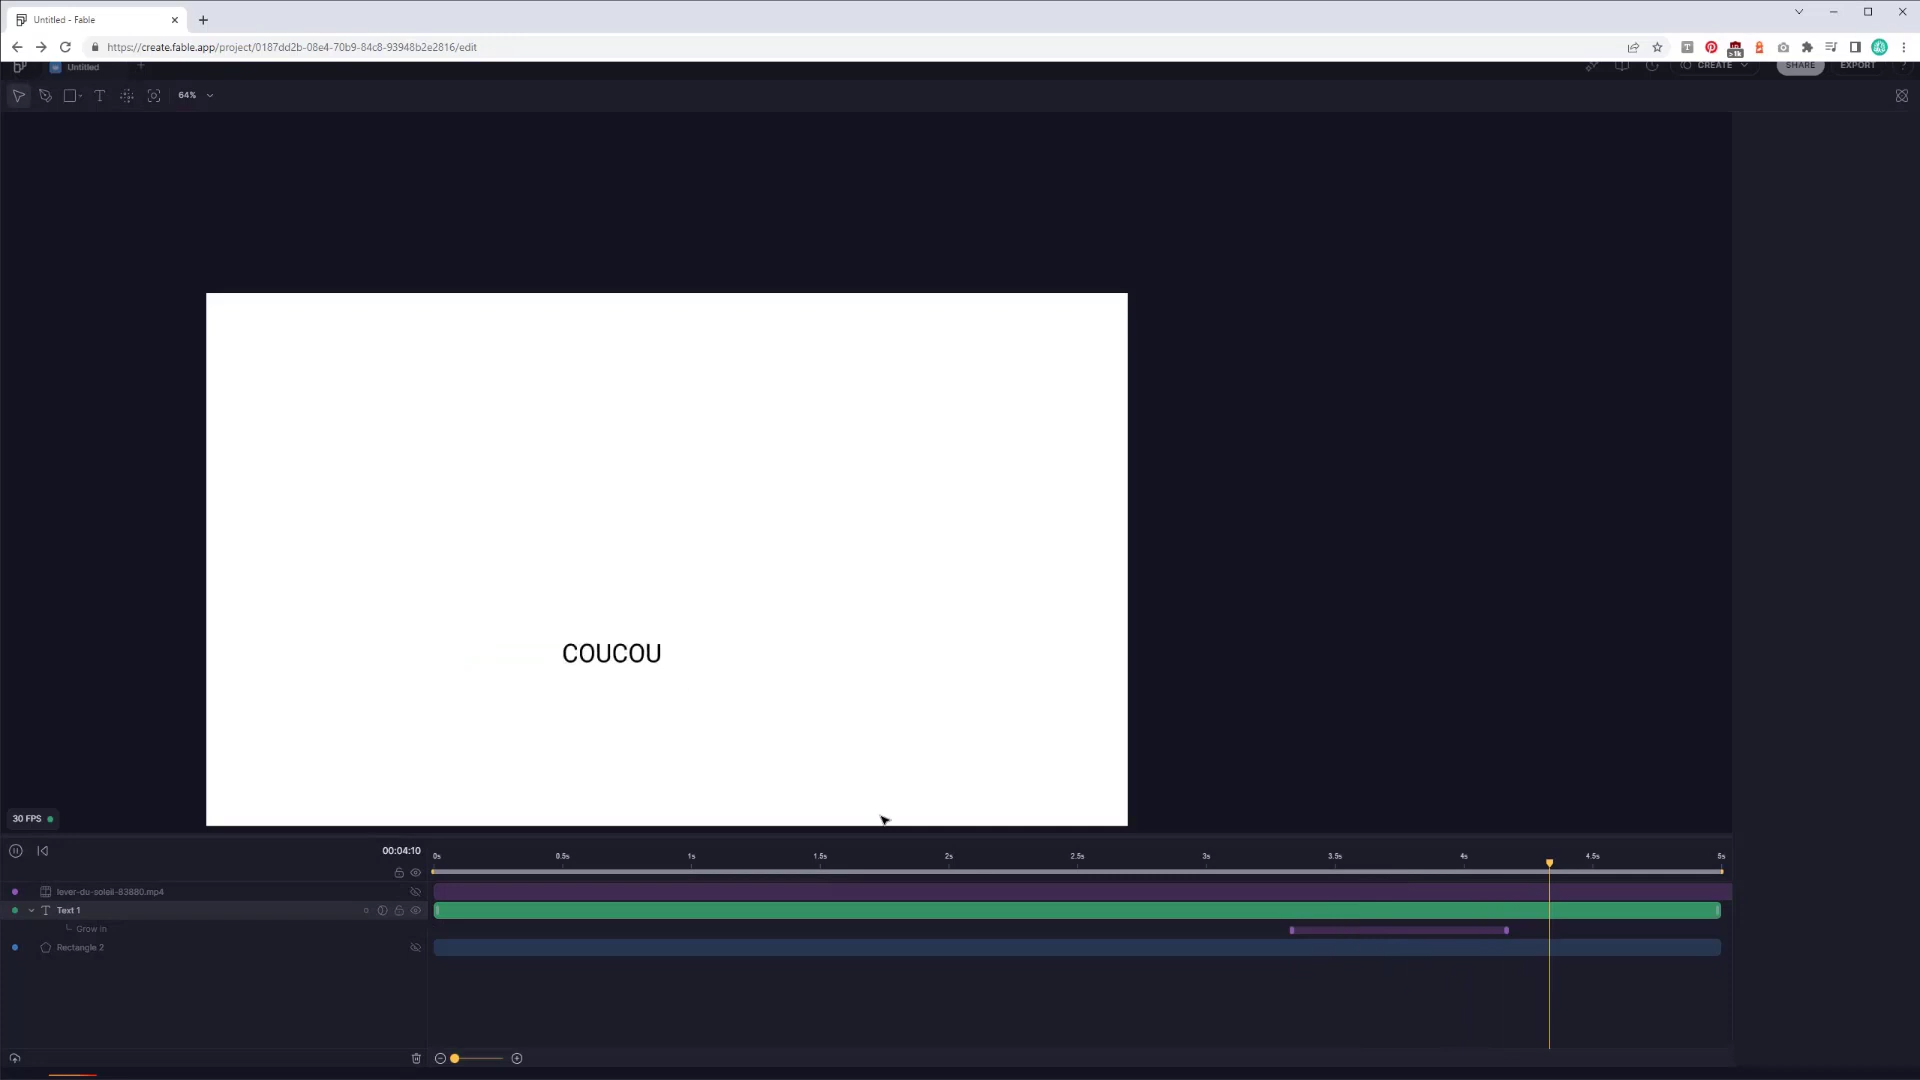 Untitled - Fable
https://create.fable.app/project/0187dd2b-08e4-70b9-84c8-93948b2e2816/edit
>1k
Untitled
CREATE
SHARE
EXPORT
T
64%
COUCOU
30 FPS
00:04:10
0s 0.5s 1s 1.5s 2s 2.5s 3s 3.5s 4s 4.5s 5s
lever-du-soleil-83880.mp4
T Text 1
Grow in
Rectangle 2